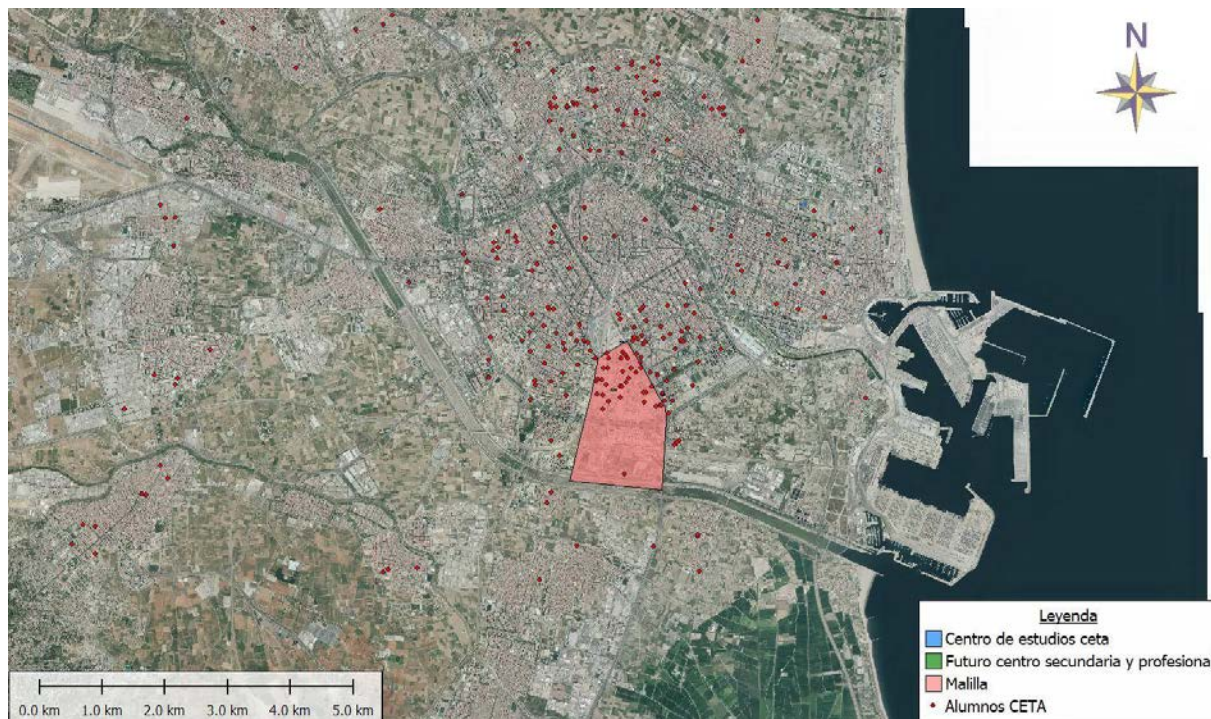 N
Leyenda
Centro de estudios ceta
Futuro centro secundaria y profesiona
Malilla
Alumnos CETA
0.0 km 1.0 km 2.0 km 3.0 km 4.0 km 5.0 km